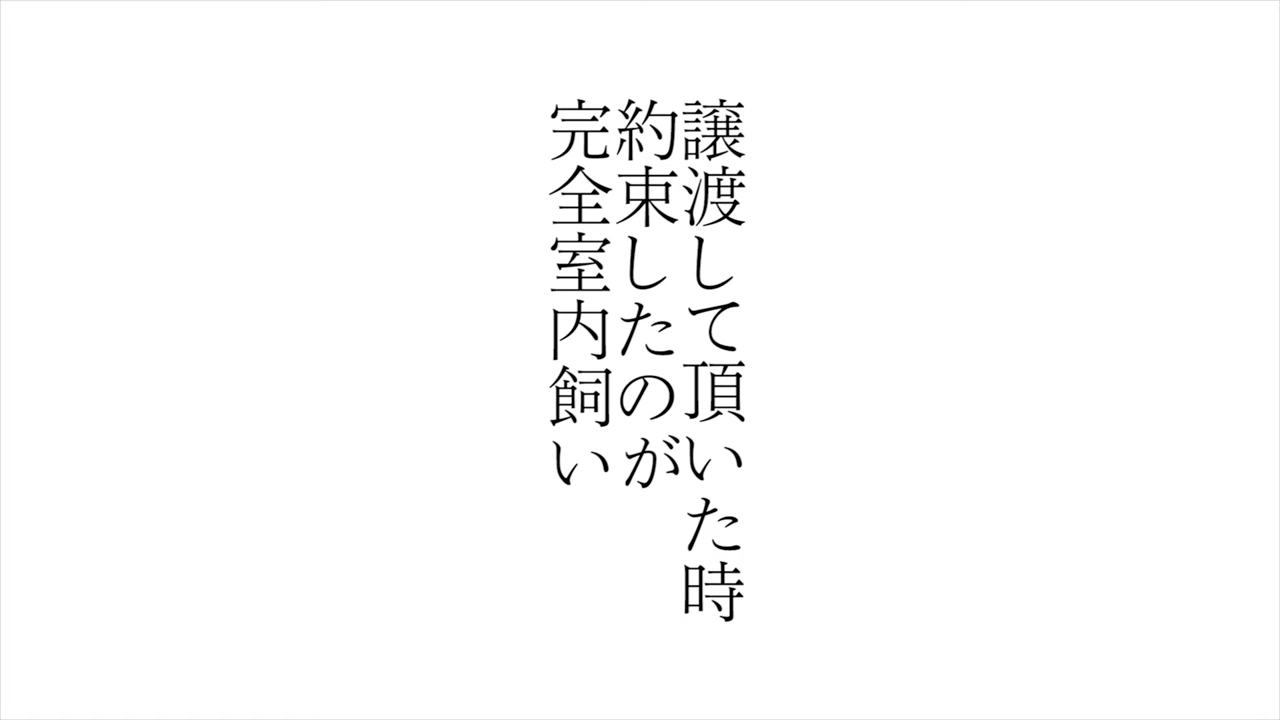 譲渡して頂いた時
約束したのが
完全室内飼い